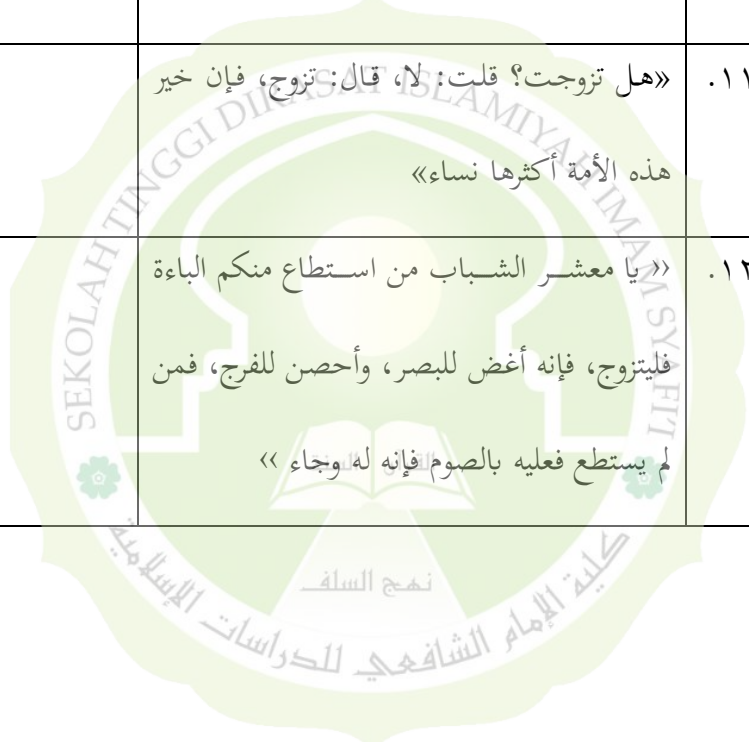 .١١ «هل تزوجت؟ قلت: لا، قال: تزوج، فإن خير
هذه الأمة أكثرها نساء»
.١٢ ‹‹ يا معشر الشباب من استطاع منكم الباءة
فليتزوج، فإنه أغض للبصر، وأحصن للفرج، فمن
لم يستطع فعليه بالصوم فإنه له وجاء ››
SEKOLAH TINGGI DIRASAT ISLAMIYAH IMAM SYAFI'I
نهج السلف
كلية الإمام الشافعي للدراسات الإسلامية